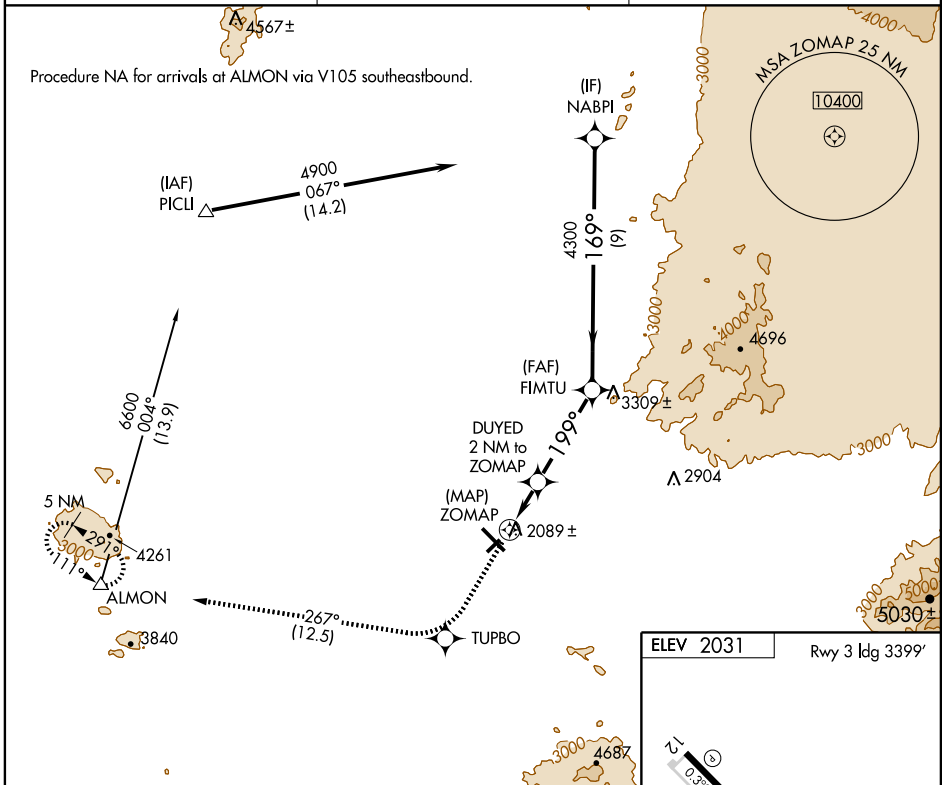 4567±
4000
3000
Procedure NA for arrivals at ALMON via V105 southeastbound.
MSA ZOMAP 25 NM
10400
(IF)
NABPI
(IAF)
PICLI
4900
067°
(14.2)
4300
169°
(9)
3000
4000
4696
6600
004°
(13.9)
(FAF)
FIMTU
3309±
199°
DUYED
2 NM to
ZOMAP
2904
3000
(MAP)
ZOMAP
2089±
5 NM
291°
3000
4261
111°
ALMON
267°
(12.5)
TUPBO
3840
3000
5000
5030±
ELEV 2031
Rwy 3 ldg 3399'
3000
4687
12
P